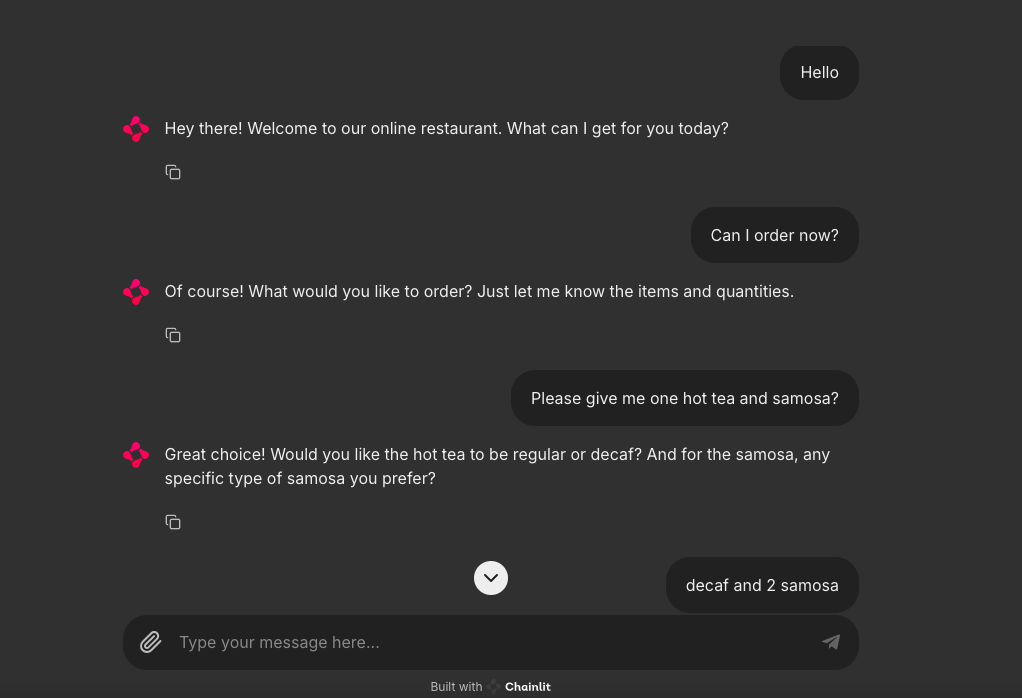 Hello
Hey there! Welcome to our online restaurant. What can I get for you today?
Can I order now?
Of course! What would you like to order? Just let me know the items and quantities.
Please give me one hot tea and samosa?
Great choice! Would you like the hot tea to be regular or decaf? And for the samosa, any
specific type of samosa you prefer?
decaf and 2 samosa
Type your message here...
Built with Chainlit